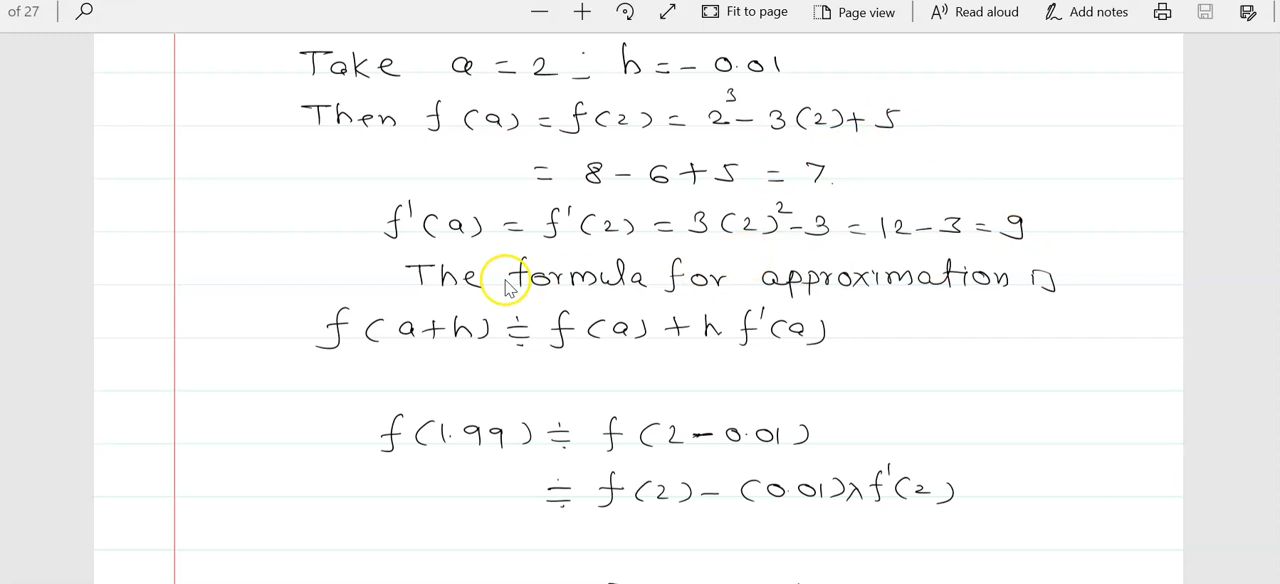 of 27 Fit to page Page view Read aloud Add notes
Take a = 2 ; h = - 0.01
Then f(a) = f(2) = 2³ - 3(2) + 5
= 8 - 6 + 5 = 7.
f'(a) = f'(2) = 3(2)² - 3 = 12 - 3 = 9
The formula for approximation is
f(a+h) ≑ f(a) + h f'(a)
f(1.99) ≑ f(2 - 0.01)
≑ f(2) - (0.01) × f'(2)